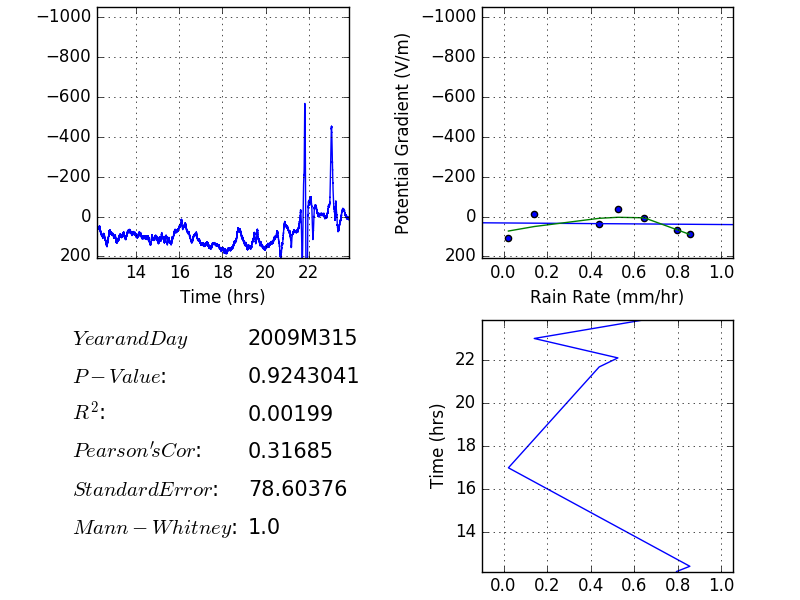 −1000
−800
−600
−400
−200
0
200
14 16 18 20 22
Time (hrs)
Potential Gradient (V/m)
−1000
−800
−600
−400
−200
0
200
0.0 0.2 0.4 0.6 0.8 1.0
Rain Rate (mm/hr)
YearandDay 2009M315
P − Value: 0.9243041
R²: 0.00199
Pearson'sCor: 0.31685
StandardError: 78.60376
Mann − Whitney: 1.0
Time (hrs)
22
20
18
16
14
0.0 0.2 0.4 0.6 0.8 1.0